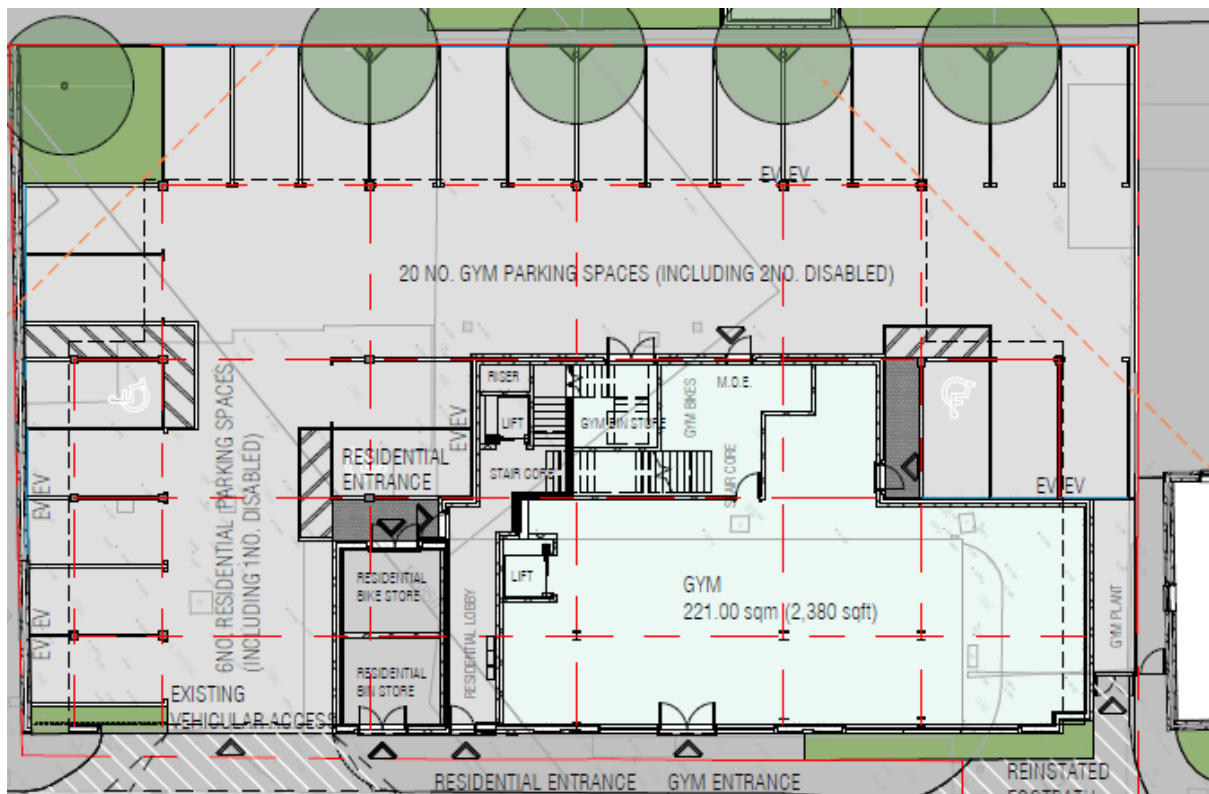 EV EV
20 NO. GYM PARKING SPACES (INCLUDING 2NO. DISABLED)
M.O.E.
RISER
LIFT
GYM BIN STORE
GYM BIKES
EV EV
RESIDENTIAL
ENTRANCE
STAIR CORE
STAIR CORE
EV EV
EV EV
6NO. RESIDENTIAL PARKING SPACES
(INCLUDING 1NO. DISABLED)
EV EV
RESIDENTIAL
BIKE STORE
LIFT
GYM
221.00 sqm (2,380 sqft)
RESIDENTIAL LOBBY
GYM PLANT
RESIDENTIAL
BIN STORE
EXISTING
VEHICULAR ACCESS
RESIDENTIAL ENTRANCE
GYM ENTRANCE
REINSTATED
FOOTPATH